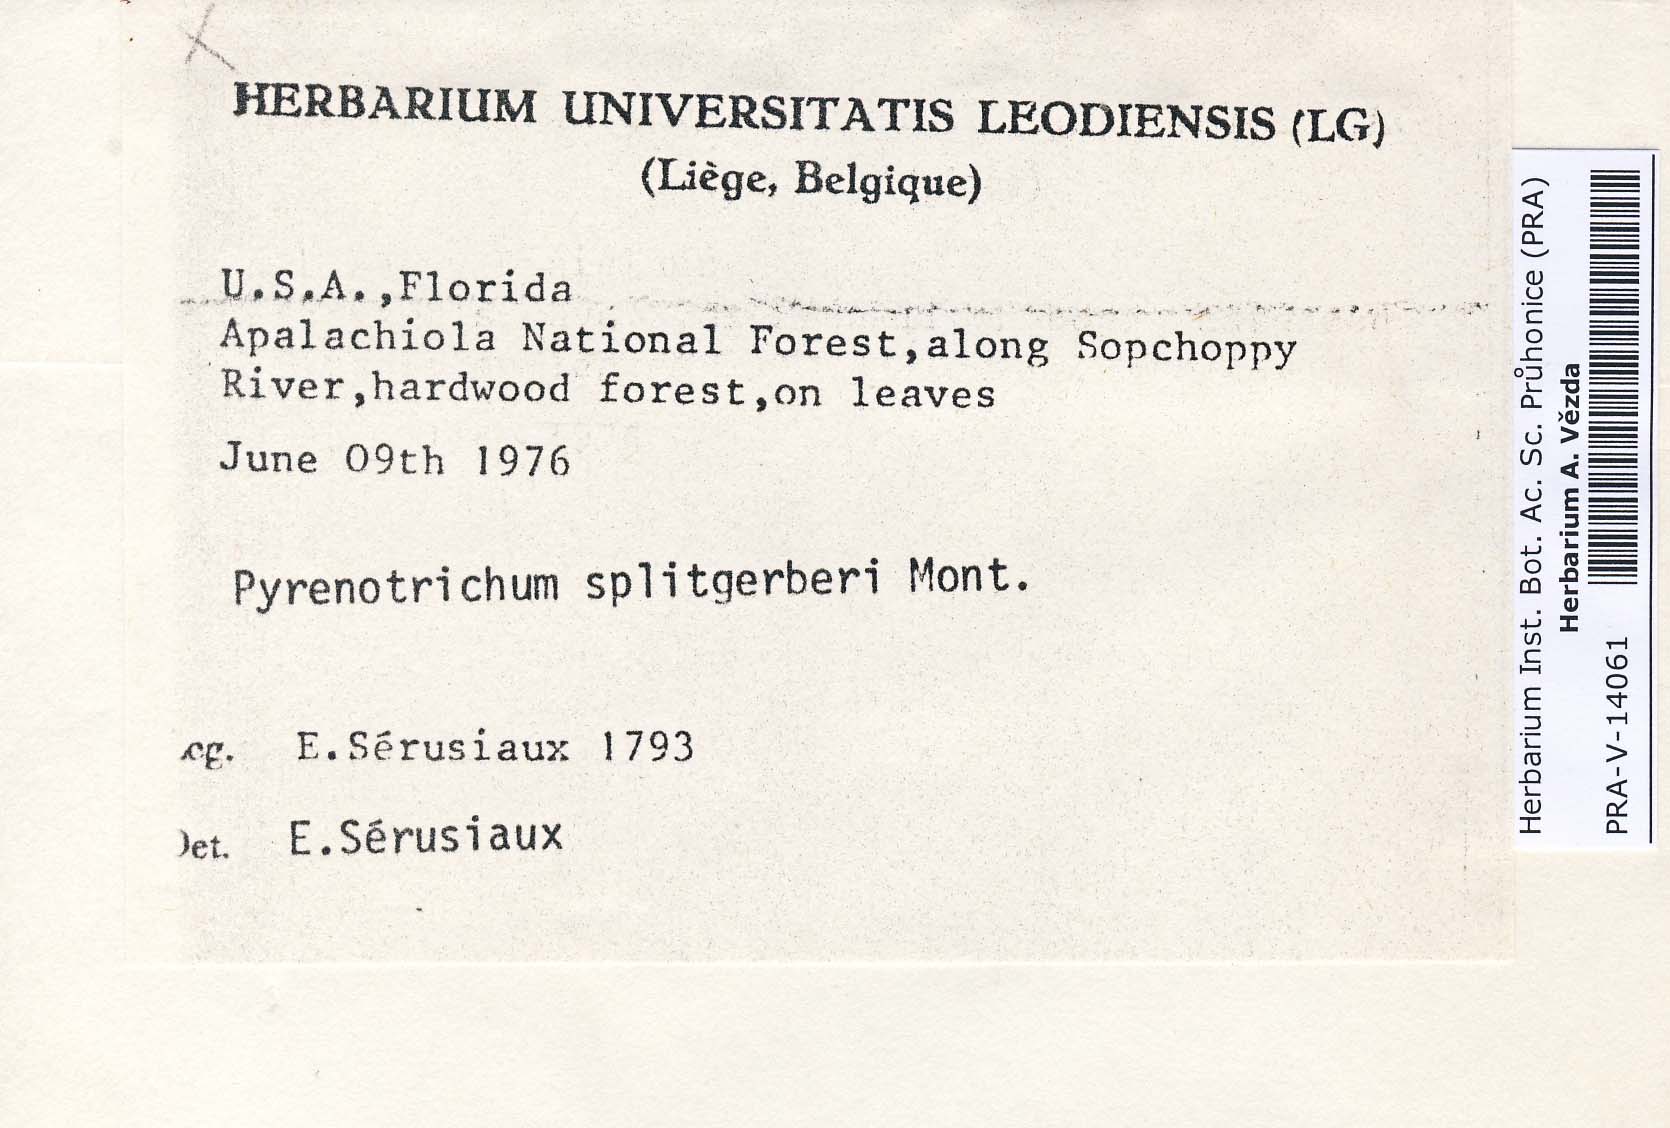 HERBARIUM UNIVERSITATIS LEODIENSIS (LG)
(Liège, Belgique)
U.S.A.,Florida
Apalachiola National Forest,along Sopchoppy
River,hardwood forest,on leaves
June 09th 1976
Pyrenotrichum splitgerberi Mont.
eg. E.Sérusiaux 1793
Det. E.Sérusiaux
Herbarium Inst. Bot. Ac. Sc. Průhonice (PRA)
Herbarium A. Vězda
PRA-V-14061